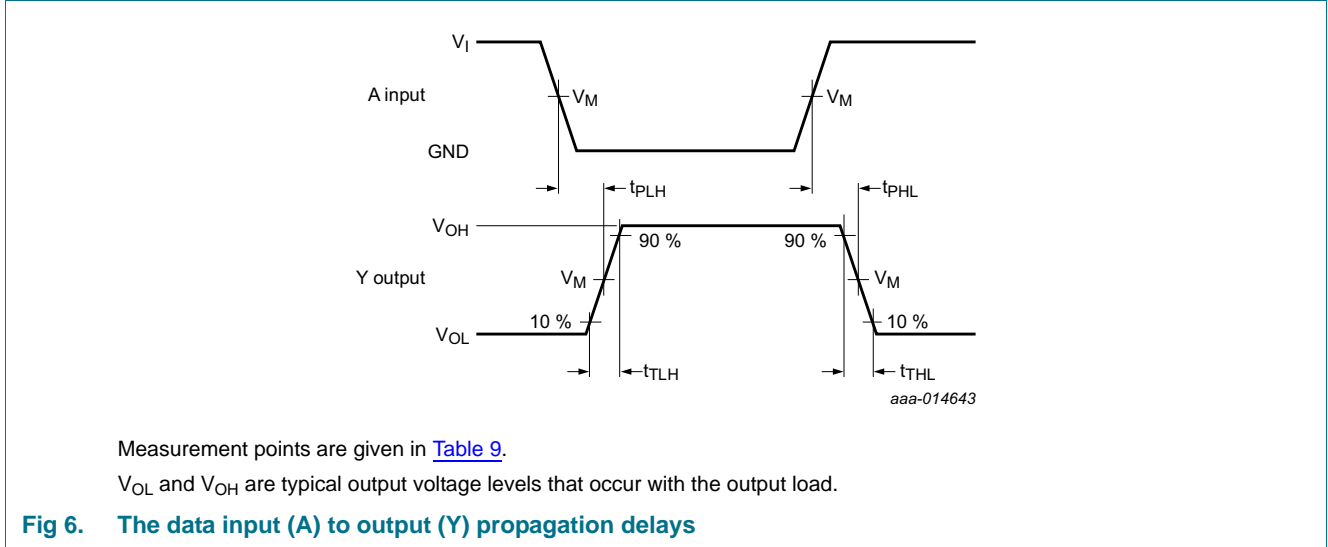 V_I
A input
V_M
V_M
GND
t_PLH
t_PHL
V_OH
90 %
90 %
Y output
V_M
V_M
10 %
10 %
V_OL
t_TLH
t_THL
aaa-014643
Measurement points are given in Table 9.
V_OL and V_OH are typical output voltage levels that occur with the output load.
Fig 6. The data input (A) to output (Y) propagation delays